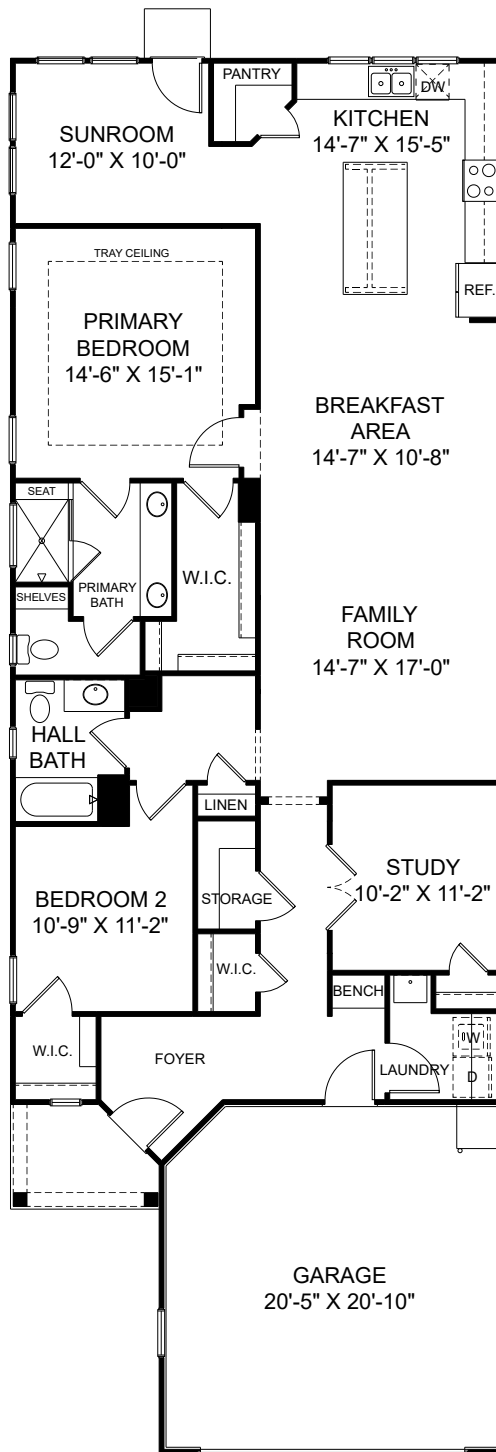 PANTRY
DW
SUNROOM
12'-0" X 10'-0"
KITCHEN
14'-7" X 15'-5"
REF.
TRAY CEILING
PRIMARY
BEDROOM
14'-6" X 15'-1"
BREAKFAST
AREA
14'-7" X 10'-8"
SEAT
W.I.C.
PRIMARY
BATH
SHELVES
FAMILY
ROOM
14'-7" X 17'-0"
HALL
BATH
LINEN
STUDY
10'-2" X 11'-2"
BEDROOM 2
10'-9" X 11'-2"
STORAGE
W.I.C.
BENCH
W
W.I.C.
FOYER
LAUNDRY
D
GARAGE
20'-5" X 20'-10"